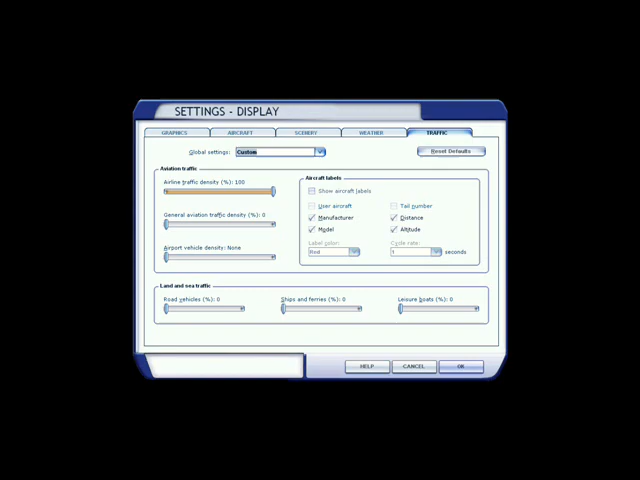 SETTINGS - DISPLAY
GRAPHICS AIRCRAFT SCENERY WEATHER TRAFFIC
Global settings: Custom Reset Defaults
Aviation traffic
Airline traffic density (%): 100
General aviation traffic density (%): 0
Airport vehicle density: None
Aircraft labels
Show aircraft labels
User aircraft Tail number
Manufacturer Distance
Model Altitude
Label color: Cycle rate:
Red 1 seconds
Land and sea traffic
Road vehicles (%): 0 Ships and ferries (%): 0 Leisure boats (%): 0
HELP CANCEL OK